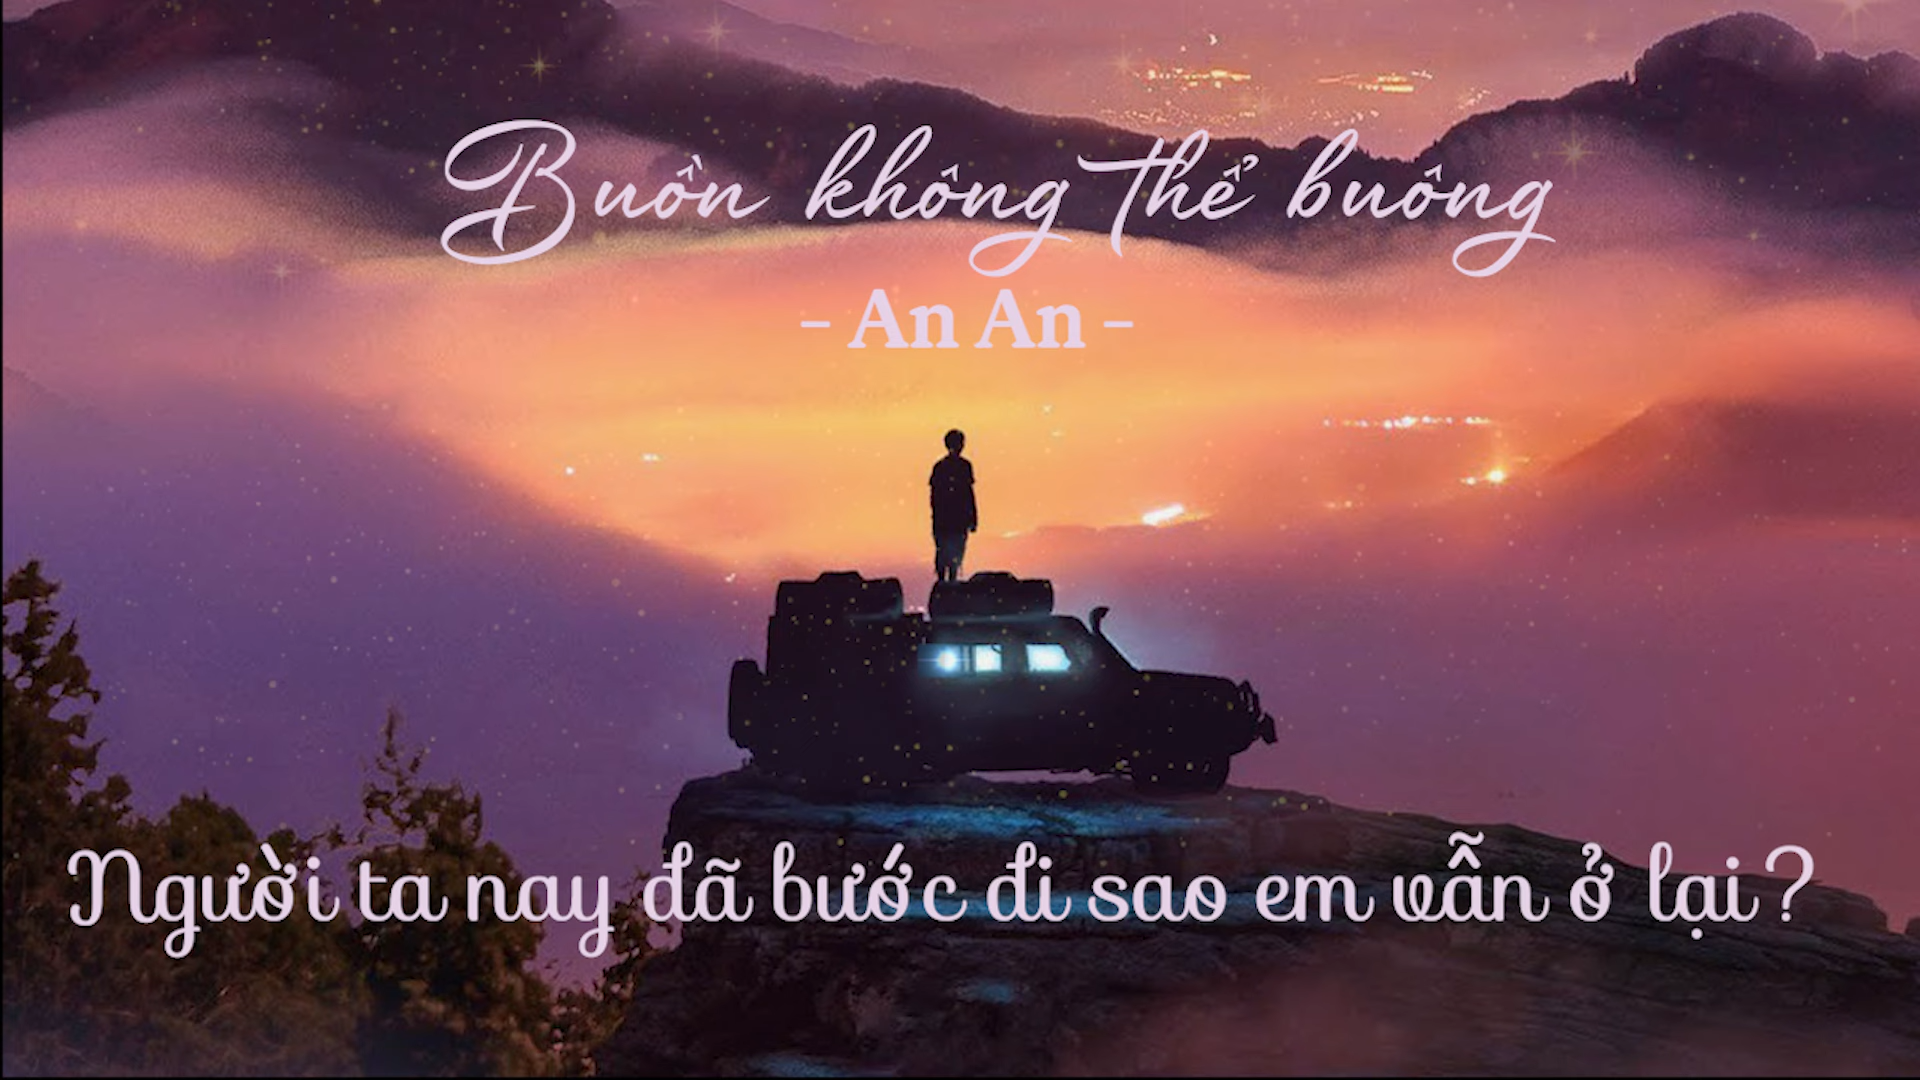 Buồn không thể buông
- An An -
Người ta nay đã bước đi sao em vẫn ở lại?